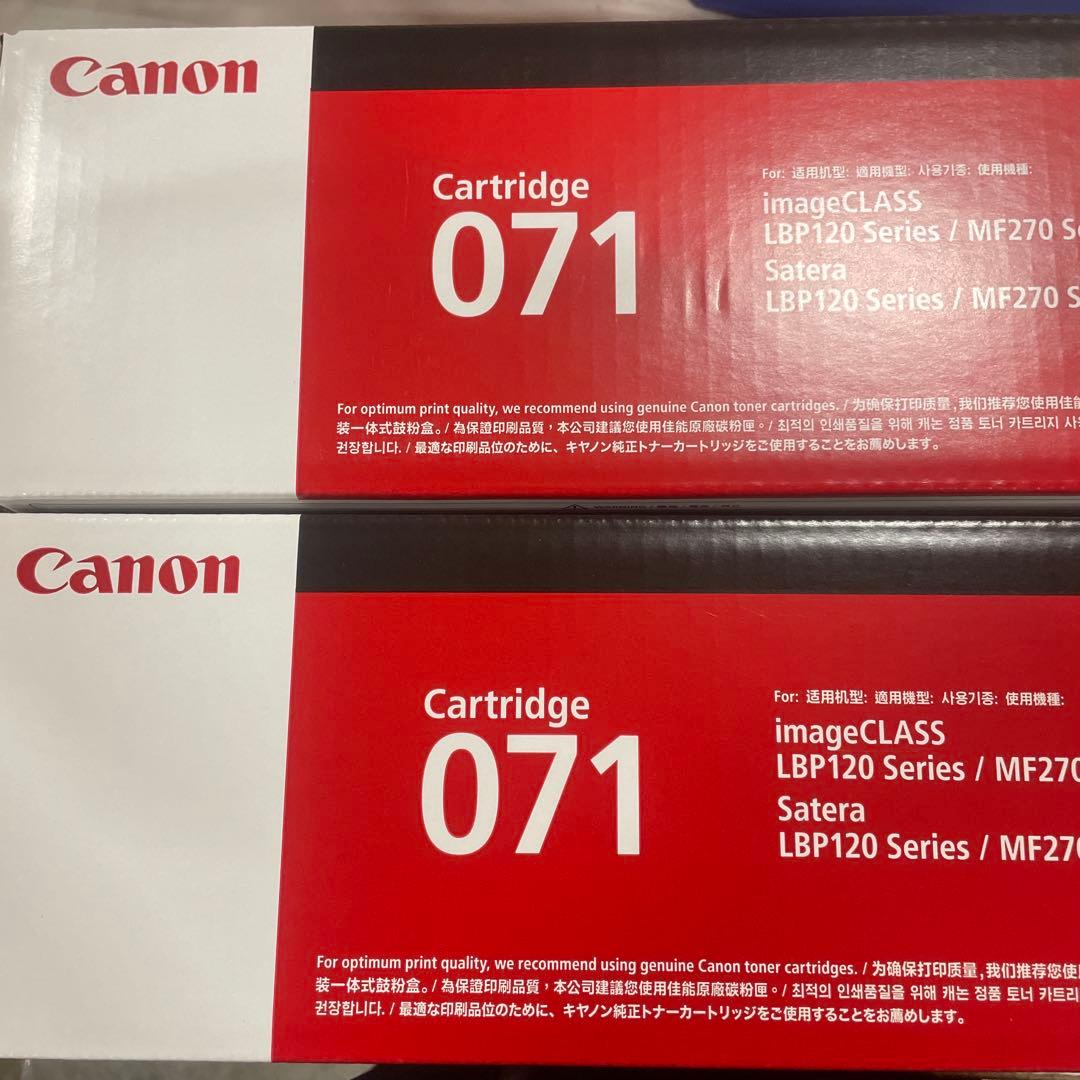 Canon
Cartridge
071
For: 适用机型: 適用機型: 사용기종: 使用機種:
imageCLASS
LBP120 Series / MF270
Satera
LBP120 Series / MF270 S
For optimum print quality, we recommend using genuine Canon toner cartridges. / 为确保打印质量,我们推荐您使用佳能
装一体式鼓粉盒。/ 為保證印刷品質，本公司建議您使用佳能原廠碳粉匣。/ 최적의 인쇄품질을 위해 캐논 정품 토너 카트리지
권장합니다. / 最適な印刷品位のために、キヤノン純正トナーカートリッジをご使用することをお薦めします。
Canon
Cartridge
071
For: 适用机型: 適用機型: 사용기종: 使用機種:
imageCLASS
LBP120 Series / MF270
Satera
LBP120 Series / MF270
For optimum print quality, we recommend using genuine Canon toner cartridges. / 为确保打印质量,我们推荐您使
装一体式鼓粉盒。/ 為保證印刷品質，本公司建議您使用佳能原廠碳粉匣。/ 최적의 인쇄품질을 위해 캐논 정품 토너 카트리
권장합니다. / 最適な印刷品位のために、キヤノン純正トナーカートリッジをご使用することをお薦めします。